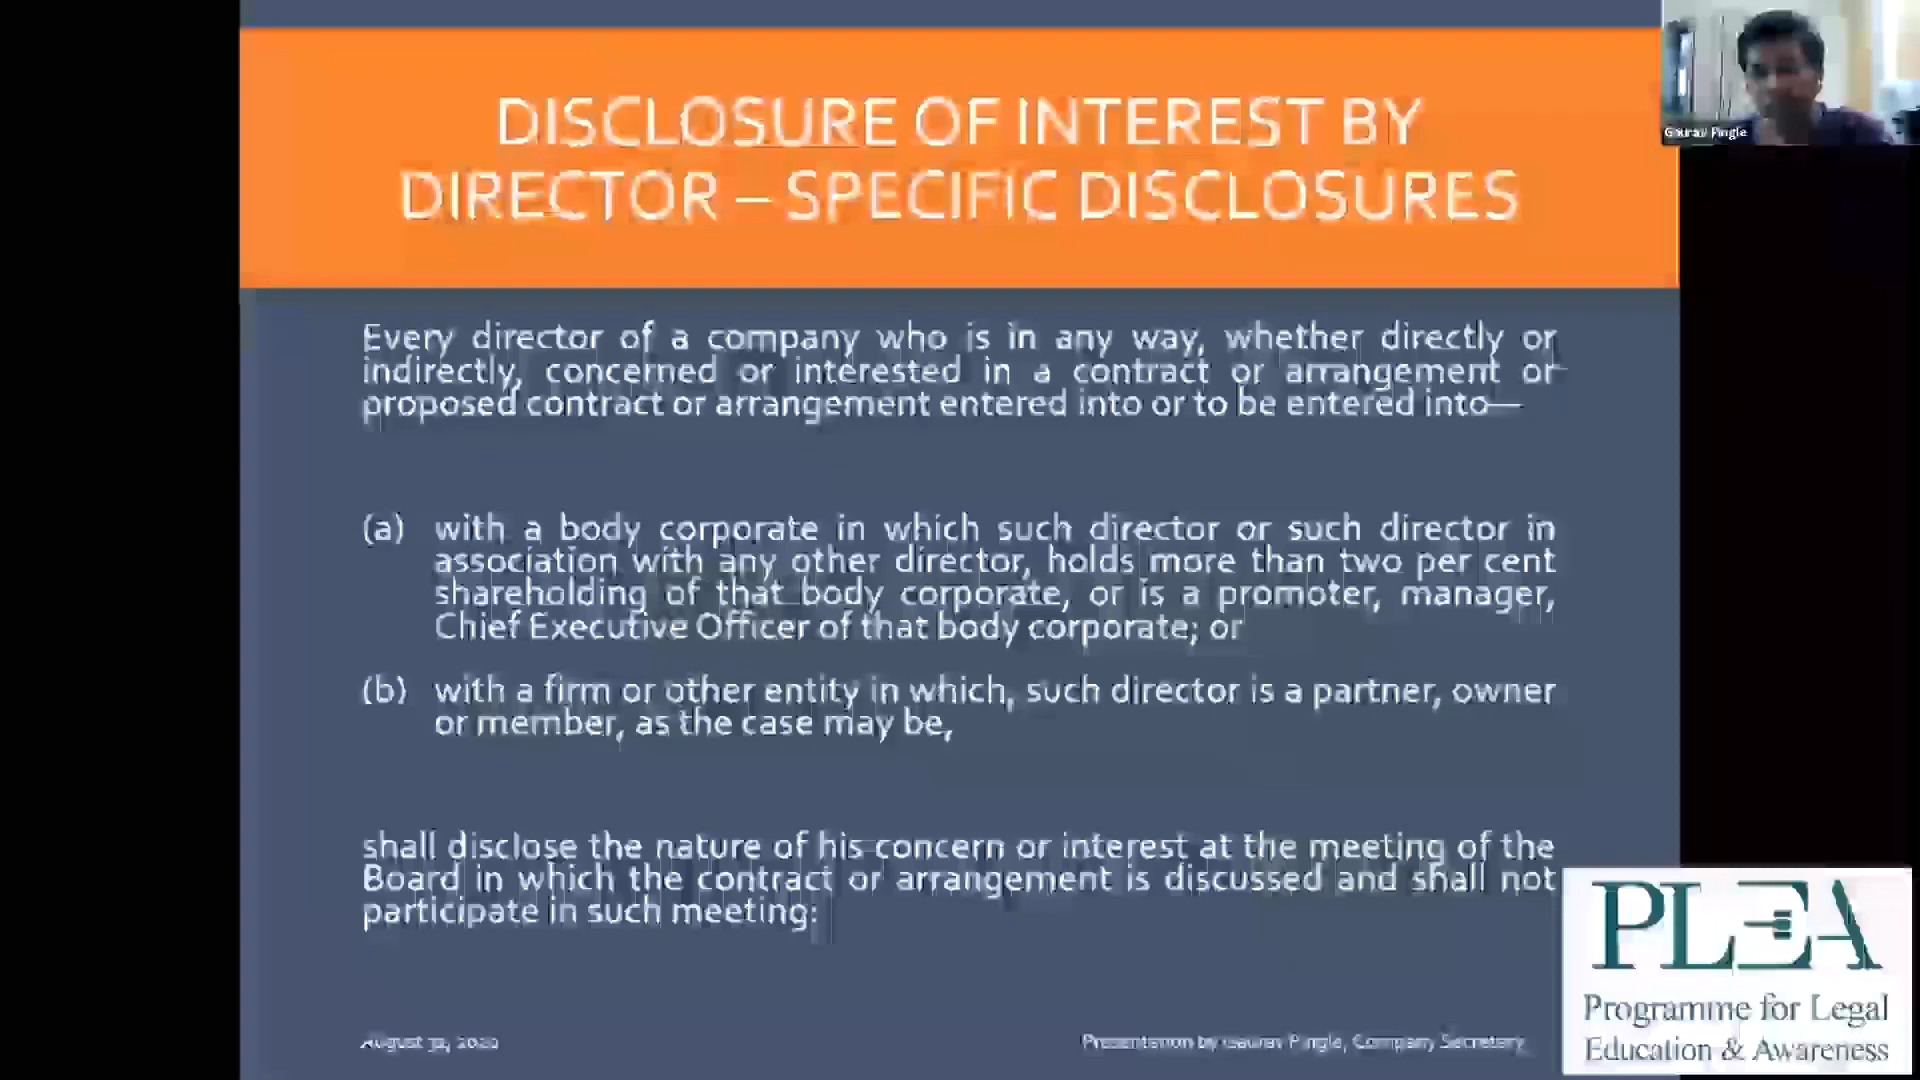 DISCLOSURE OF INTEREST BY
DIRECTOR – SPECIFIC DISCLOSURES
Gaurav Pingle
Every director of a company who is in any way, whether directly or
indirectly, concerned or interested in a contract or arrangement or
proposed contract or arrangement entered into or to be entered into—
(a) with a body corporate in which such director or such director in
association with any other director, holds more than two per cent
shareholding of that body corporate, or is a promoter, manager,
Chief Executive Officer of that body corporate; or
(b) with a firm or other entity in which, such director is a partner, owner
or member, as the case may be,
shall disclose the nature of his concern or interest at the meeting of the
Board in which the contract or arrangement is discussed and shall not
participate in such meeting:
August
Presentation by Gaurav Pingle, Company Secretary
PLEA
Programme for Legal
Education & Awareness